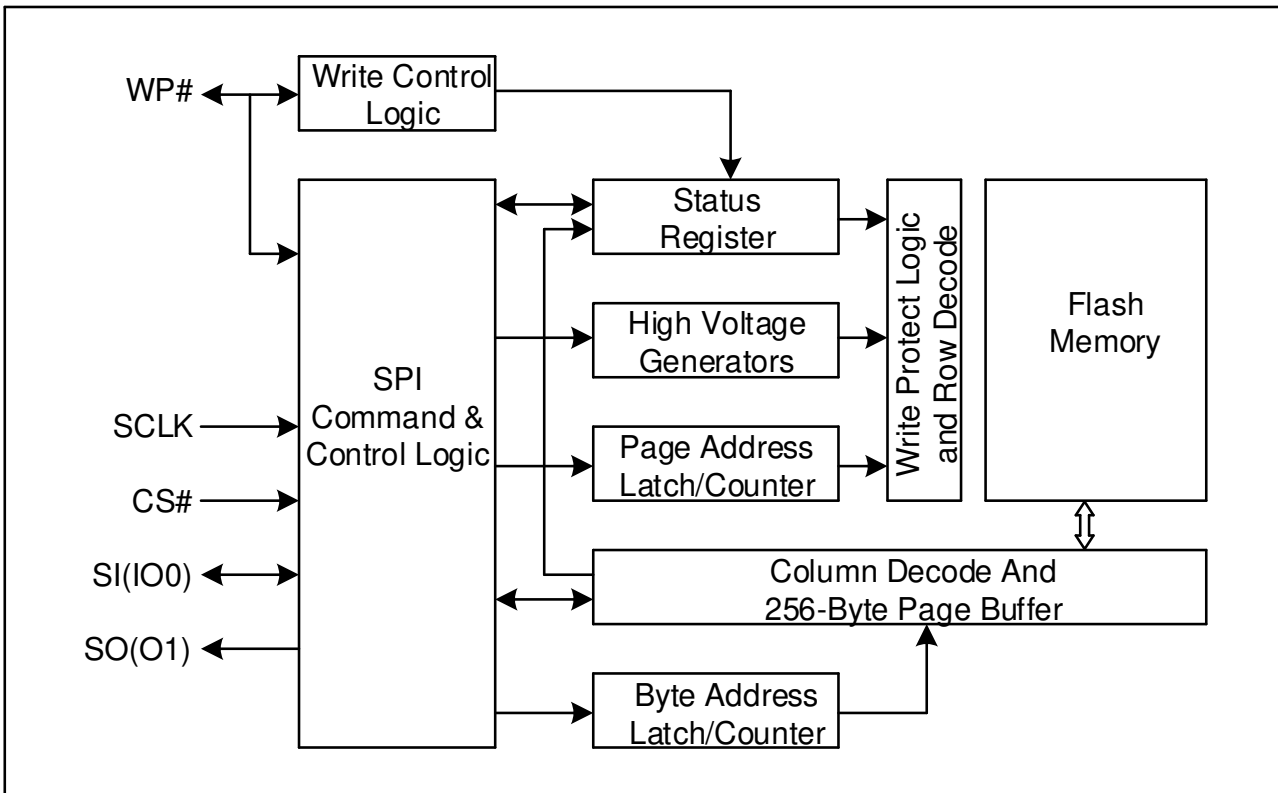 WP#
Write Control
Logic
SCLK
CS#
SI(IO0)
SO(O1)
SPI
Command &
Control Logic
Status
Register
High Voltage
Generators
Page Address
Latch/Counter
Write Protect Logic
and Row Decode
Flash
Memory
Column Decode And
256-Byte Page Buffer
Byte Address
Latch/Counter